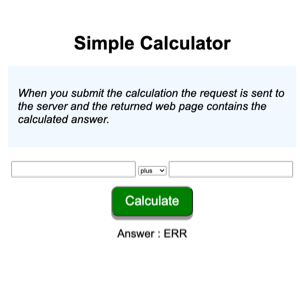 Simple Calculator
When you submit the calculation the request is sent to
the server and the returned web page contains the
calculated answer.
plus
Calculate
Answer : ERR